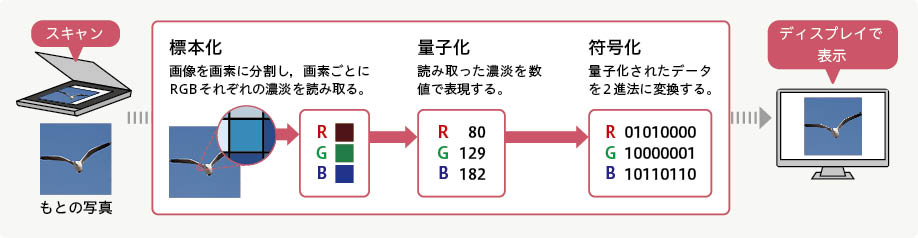 スキャン
もとの写真
標本化
画像を画素に分割し，画素ごとに
RGBそれぞれの濃淡を読み取る。
R
G
B
量子化
読み取った濃淡を数
値で表現する。
R 80
G 129
B 182
符号化
量子化されたデータ
を2進法に変換する。
R 01010000
G 10000001
B 10110110
ディスプレイで
表示